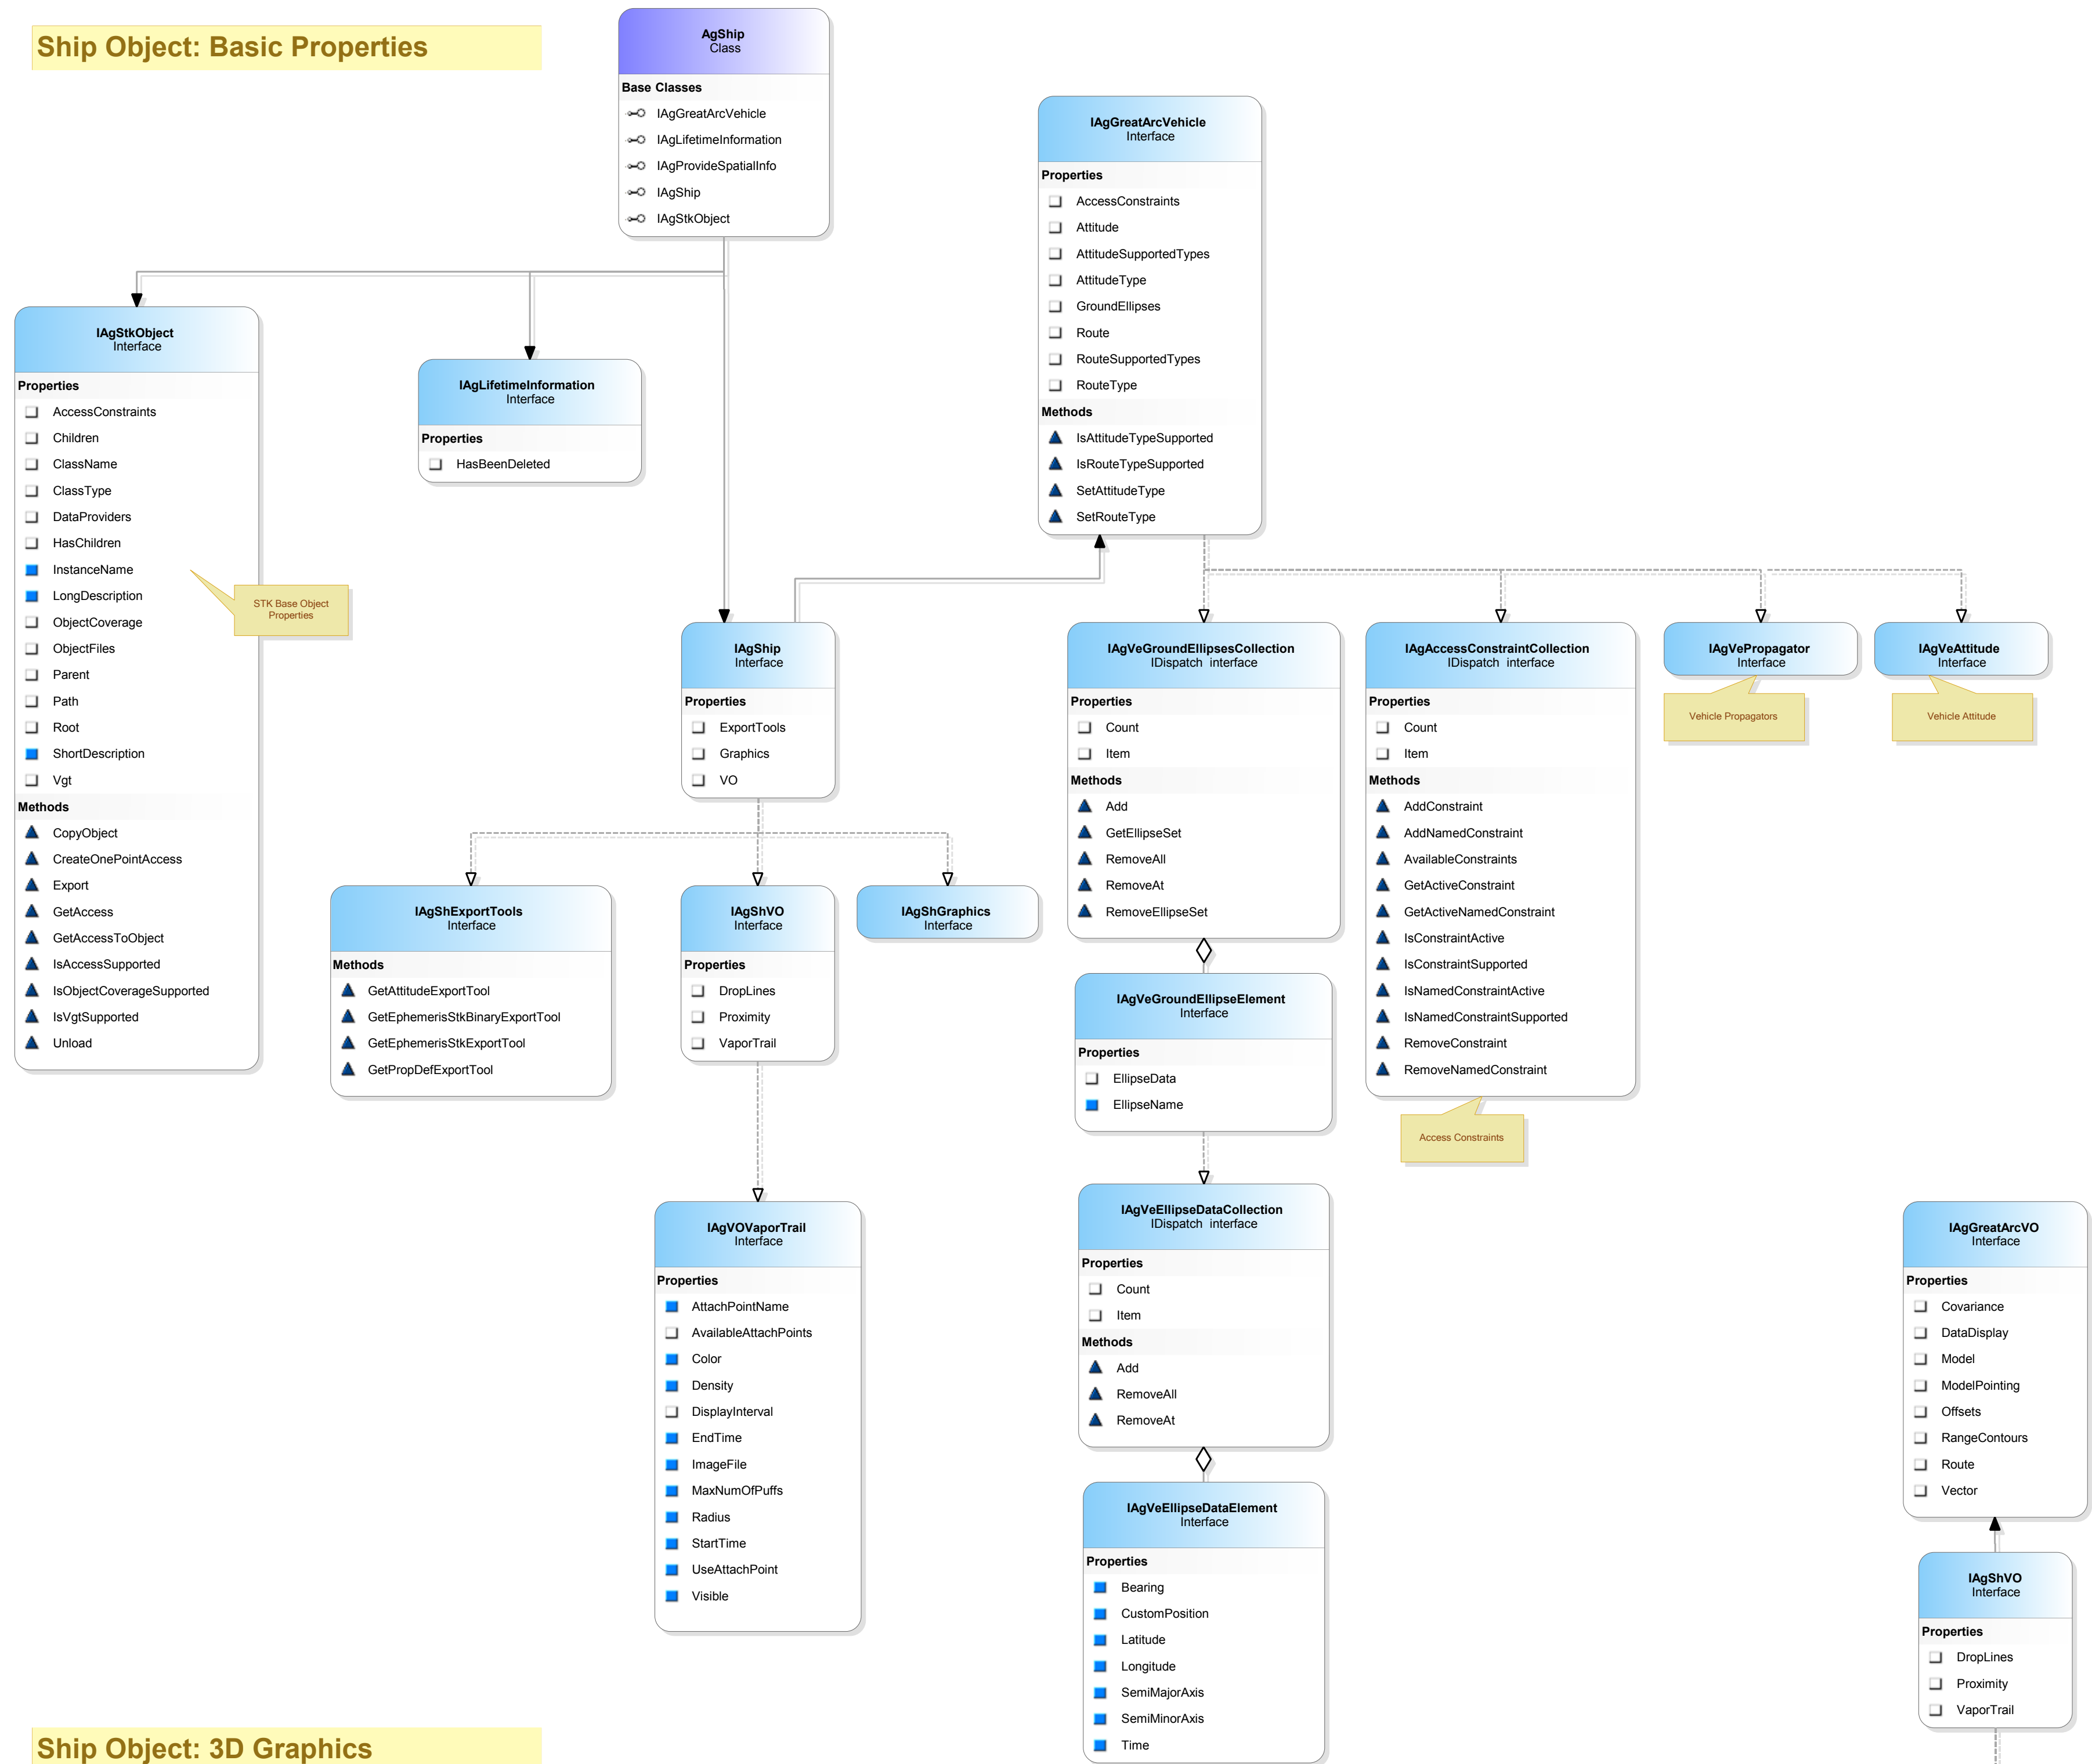 Ship Object: Basic Properties
AgShip
Class
Base Classes
IAgGreatArcVehicle
IAgLifetimeInformation
IAgProvideSpatialInfo
IAgShip
IAgStkObject
IAgGreatArcVehicle
Interface
Properties
AccessConstraints
Attitude
AttitudeSupportedTypes
AttitudeType
GroundEllipses
Route
RouteSupportedTypes
RouteType
Methods
IsAttitudeTypeSupported
IsRouteTypeSupported
SetAttitudeType
SetRouteType
IAgStkObject
Interface
Properties
AccessConstraints
Children
ClassName
ClassType
DataProviders
HasChildren
InstanceName
LongDescription
ObjectCoverage
ObjectFiles
Parent
Path
Root
ShortDescription
Vgt
Methods
CopyObject
CreateOnePointAccess
Export
GetAccess
GetAccessToObject
IsAccessSupported
IsObjectCoverageSupported
IsVgtSupported
Unload
STK Base Object
Properties
IAgLifetimeInformation
Interface
Properties
HasBeenDeleted
IAgShip
Interface
Properties
ExportTools
Graphics
VO
IAgVeGroundEllipsesCollection
IDispatch interface
Properties
Count
Item
Methods
Add
GetEllipseSet
RemoveAll
RemoveAt
RemoveEllipseSet
IAgAccessConstraintCollection
IDispatch interface
Properties
Count
Item
Methods
AddConstraint
AddNamedConstraint
AvailableConstraints
GetActiveConstraint
GetActiveNamedConstraint
IsConstraintActive
IsConstraintSupported
IsNamedConstraintActive
IsNamedConstraintSupported
RemoveConstraint
RemoveNamedConstraint
Access Constraints
IAgVePropagator
Interface
Vehicle Propagators
IAgVeAttitude
Interface
Vehicle Attitude
IAgShExportTools
Interface
Methods
GetAttitudeExportTool
GetEphemerisStkBinaryExportTool
GetEphemerisStkExportTool
GetPropDefExportTool
IAgShVO
Interface
Properties
DropLines
Proximity
VaporTrail
IAgShGraphics
Interface
IAgVeGroundEllipseElement
Interface
Properties
EllipseData
EllipseName
IAgVOVaporTrail
Interface
Properties
AttachPointName
AvailableAttachPoints
Color
Density
DisplayInterval
EndTime
ImageFile
MaxNumOfPuffs
Radius
StartTime
UseAttachPoint
Visible
IAgVeEllipseDataCollection
IDispatch interface
Properties
Count
Item
Methods
Add
RemoveAll
RemoveAt
IAgVeEllipseDataElement
Interface
Properties
Bearing
CustomPosition
Latitude
Longitude
SemiMajorAxis
SemiMinorAxis
Time
IAgGreatArcVO
Interface
Properties
Covariance
DataDisplay
Model
ModelPointing
Offsets
RangeContours
Route
Vector
IAgShVO
Interface
Properties
DropLines
Proximity
VaporTrail
Ship Object: 3D Graphics